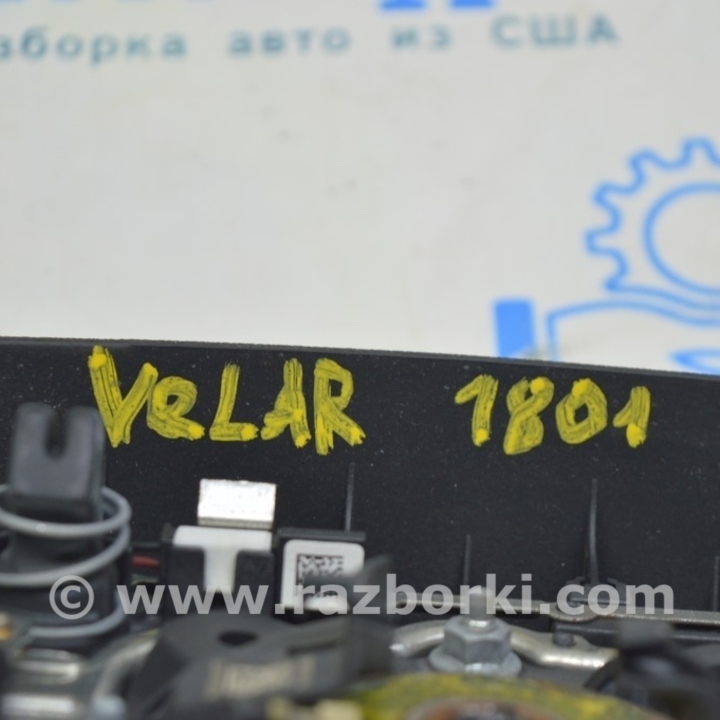 азборка авто из США
VeLAR 1801
© www.razborki.com